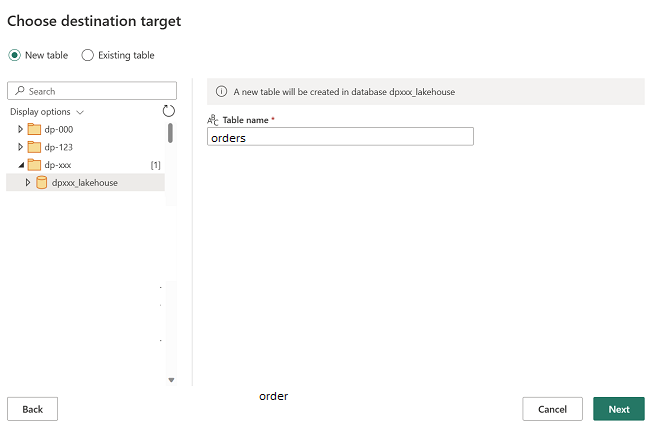 Choose destination target
New table Existing table
Search
Display options
dp-000
dp-123
dp-xxx [1]
dpxxx_lakehouse
A new table will be created in database dpxxx_lakehouse
ABC Table name *
orders
order
Back Cancel Next